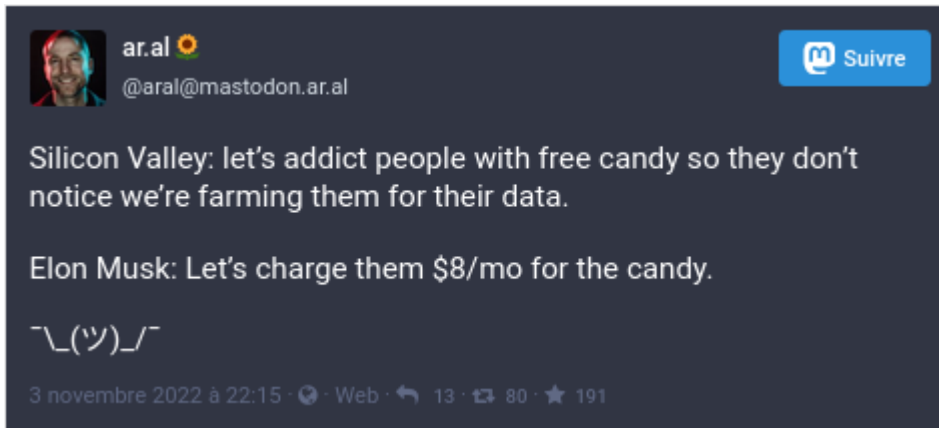 ar.al🌻
Suivre
@aral@mastodon.ar.al
Silicon Valley: let’s addict people with free candy so they don’t
notice we’re farming them for their data.
Elon Musk: Let’s charge them $8/mo for the candy.
¯\_(ツ)_/¯
3 novembre 2022 à 22:15 · Web · 13 · 80 · 191